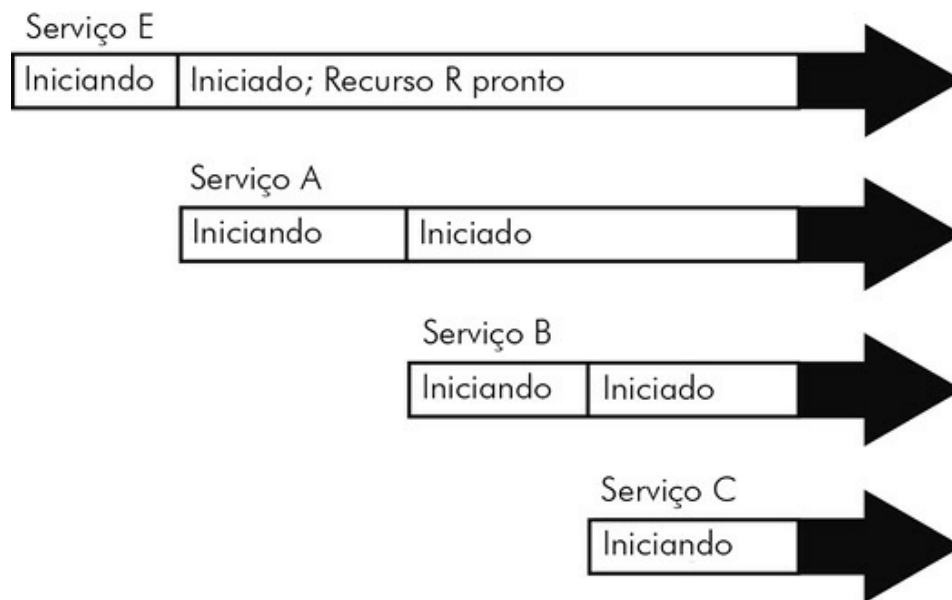 Serviço E
Iniciando Iniciado; Recurso R pronto
Serviço A
Iniciando Iniciado
Serviço B
Iniciando Iniciado
Serviço C
Iniciando